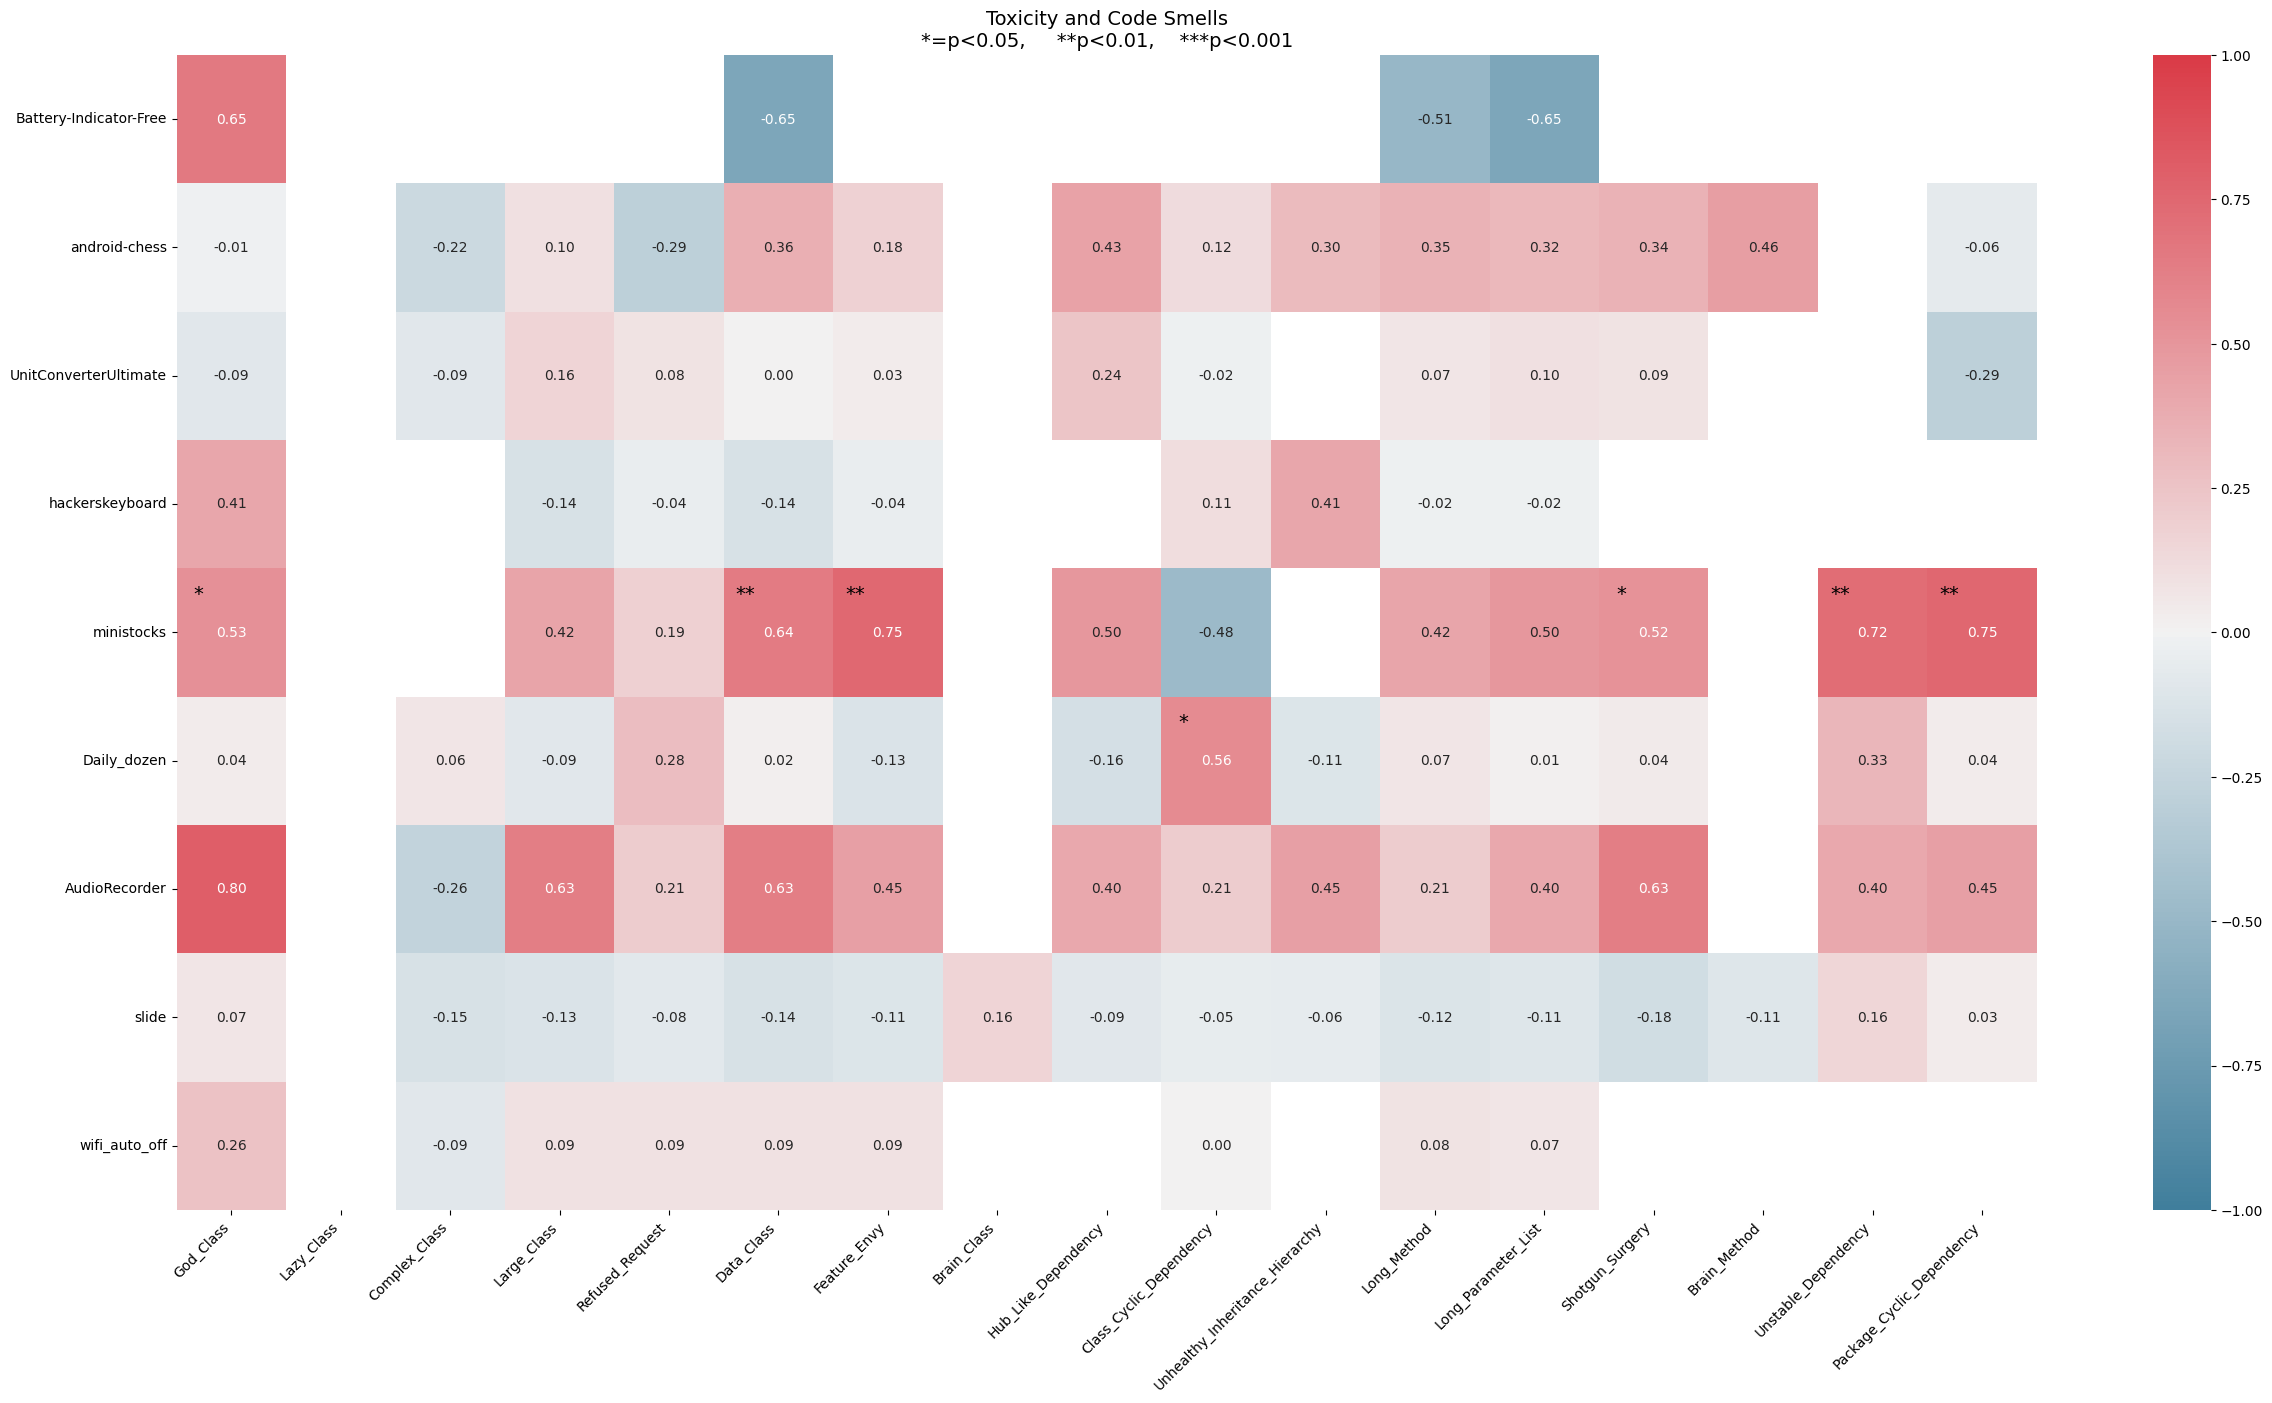 Toxicity and Code Smells
*=p<0.05, **p<0.01, ***p<0.001
Battery-Indicator-Free 0.65 -0.65 -0.51 -0.65
android-chess -0.01 -0.22 0.10 -0.29 0.36 0.18 0.43 0.12 0.30 0.35 0.32 0.34 0.46 -0.06
UnitConverterUltimate -0.09 -0.09 0.16 0.08 0.00 0.03 0.24 -0.02 0.07 0.10 0.09 -0.29
hackerskeyboard 0.41 -0.14 -0.04 -0.14 -0.04 0.11 0.41 -0.02 -0.02
* ** ** * ** **
ministocks 0.53 0.42 0.19 0.64 0.75 0.50 -0.48 0.42 0.50 0.52 0.72 0.75
*
Daily_dozen 0.04 0.06 -0.09 0.28 0.02 -0.13 -0.16 0.56 -0.11 0.07 0.01 0.04 0.33 0.04
AudioRecorder 0.80 -0.26 0.63 0.21 0.63 0.45 0.40 0.21 0.45 0.21 0.40 0.63 0.40 0.45
slide 0.07 -0.15 -0.13 -0.08 -0.14 -0.11 0.16 -0.09 -0.05 -0.06 -0.12 -0.11 -0.18 -0.11 0.16 0.03
wifi_auto_off 0.26 -0.09 0.09 0.09 0.09 0.09 0.00 0.08 0.07
God_Class
Lazy_Class
Complex_Class
Large_Class
Refused_Request
Data_Class
Feature_Envy
Brain_Class
Hub_Like_Dependency
Class_Cyclic_Dependency
Unhealthy_Inheritance_Hierarchy
Long_Method
Long_Parameter_List
Shotgun_Surgery
Brain_Method
Unstable_Dependency
Package_Cyclic_Dependency
1.00
0.75
0.50
0.25
0.00
−0.25
−0.50
−0.75
−1.00